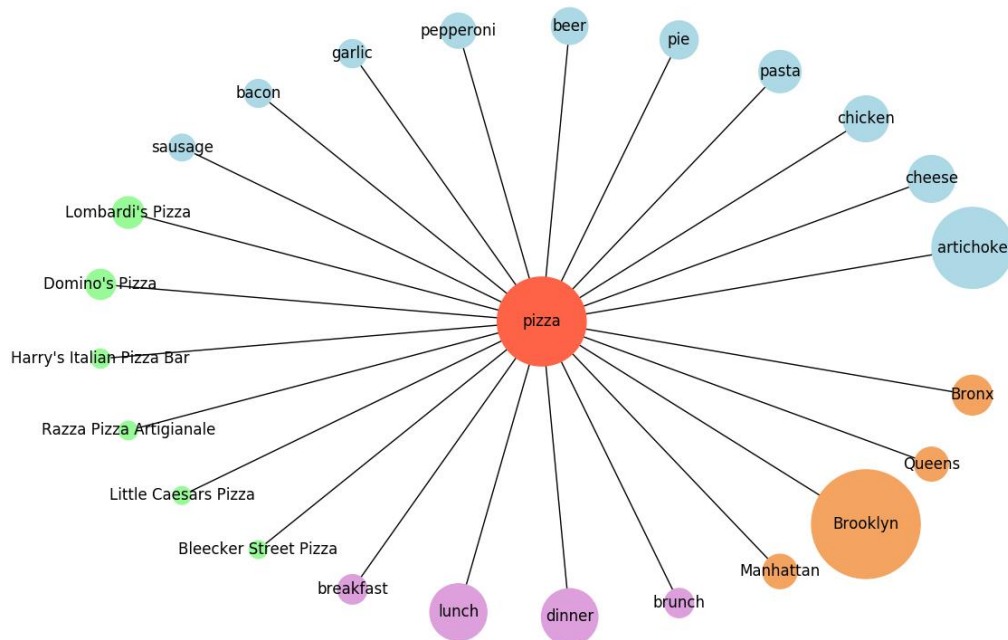 beer
pepperoni
pie
garlic
pasta
bacon
chicken
sausage
cheese
Lombardi's Pizza
artichoke
Domino's Pizza
pizza
Harry's Italian Pizza Bar
Bronx
Razza Pizza Artigianale
Queens
Little Caesars Pizza
Brooklyn
Bleecker Street Pizza
Manhattan
breakfast
brunch
lunch
dinner